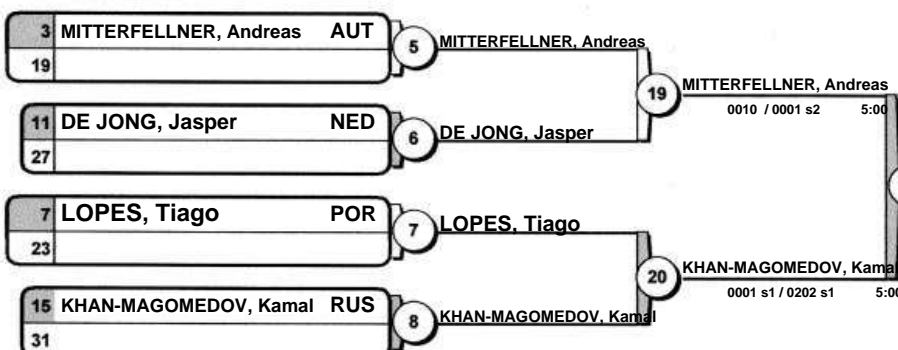 3 MITTERFELLNER, Andreas AUT
19
5
MITTERFELLNER, Andreas
11 DE JONG, Jasper NED
27
6
DE JONG, Jasper
19
MITTERFELLNER, Andreas
0010 / 0001 s2 5:00
7 LOPES, Tiago POR
23
7
LOPES, Tiago
15 KHAN-MAGOMEDOV, Kamal RUS
31
8
KHAN-MAGOMEDOV, Kamal
20
KHAN-MAGOMEDOV, Kamal
0001 s1 / 0202 s1 5:00